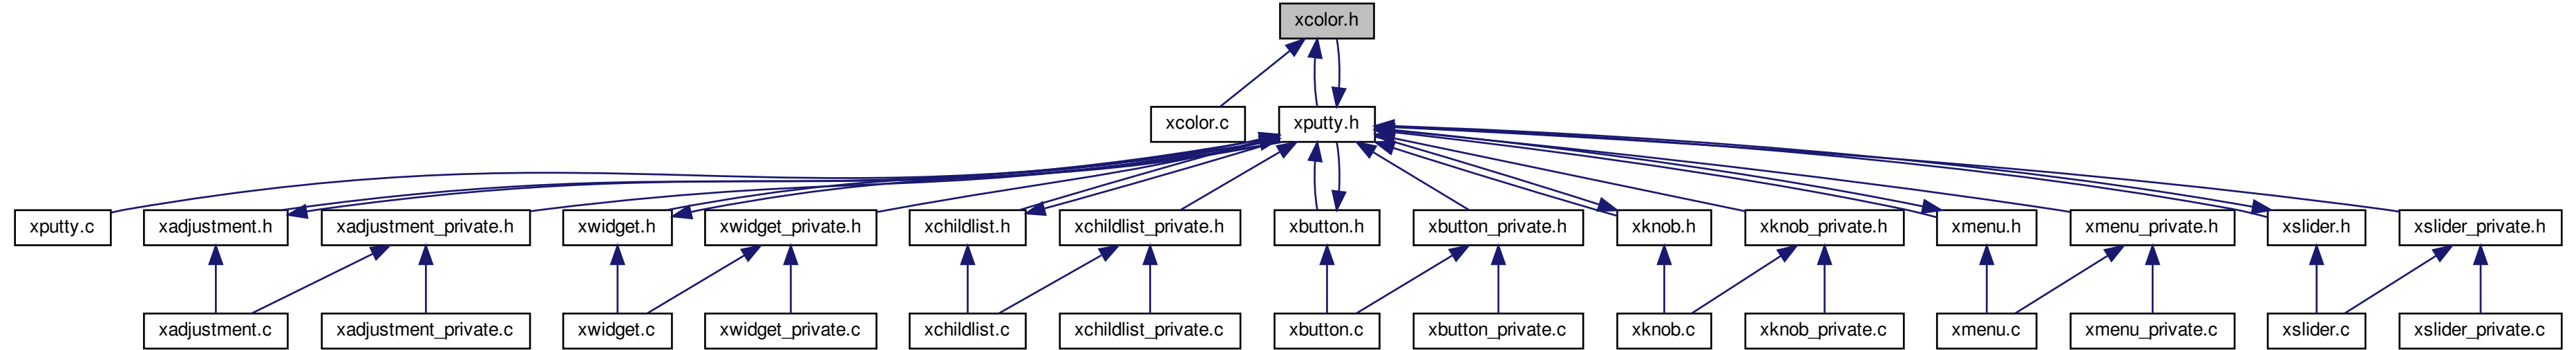 xcolor.h
xcolor.c
xputty.h
xputty.c
xadjustment.h
xadjustment_private.h
xwidget.h
xwidget_private.h
xchildlist.h
xchildlist_private.h
xbutton.h
xbutton_private.h
xknob.h
xknob_private.h
xmenu.h
xmenu_private.h
xslider.h
xslider_private.h
xadjustment.c
xadjustment_private.c
xwidget.c
xwidget_private.c
xchildlist.c
xchildlist_private.c
xbutton.c
xbutton_private.c
xknob.c
xknob_private.c
xmenu.c
xmenu_private.c
xslider.c
xslider_private.c